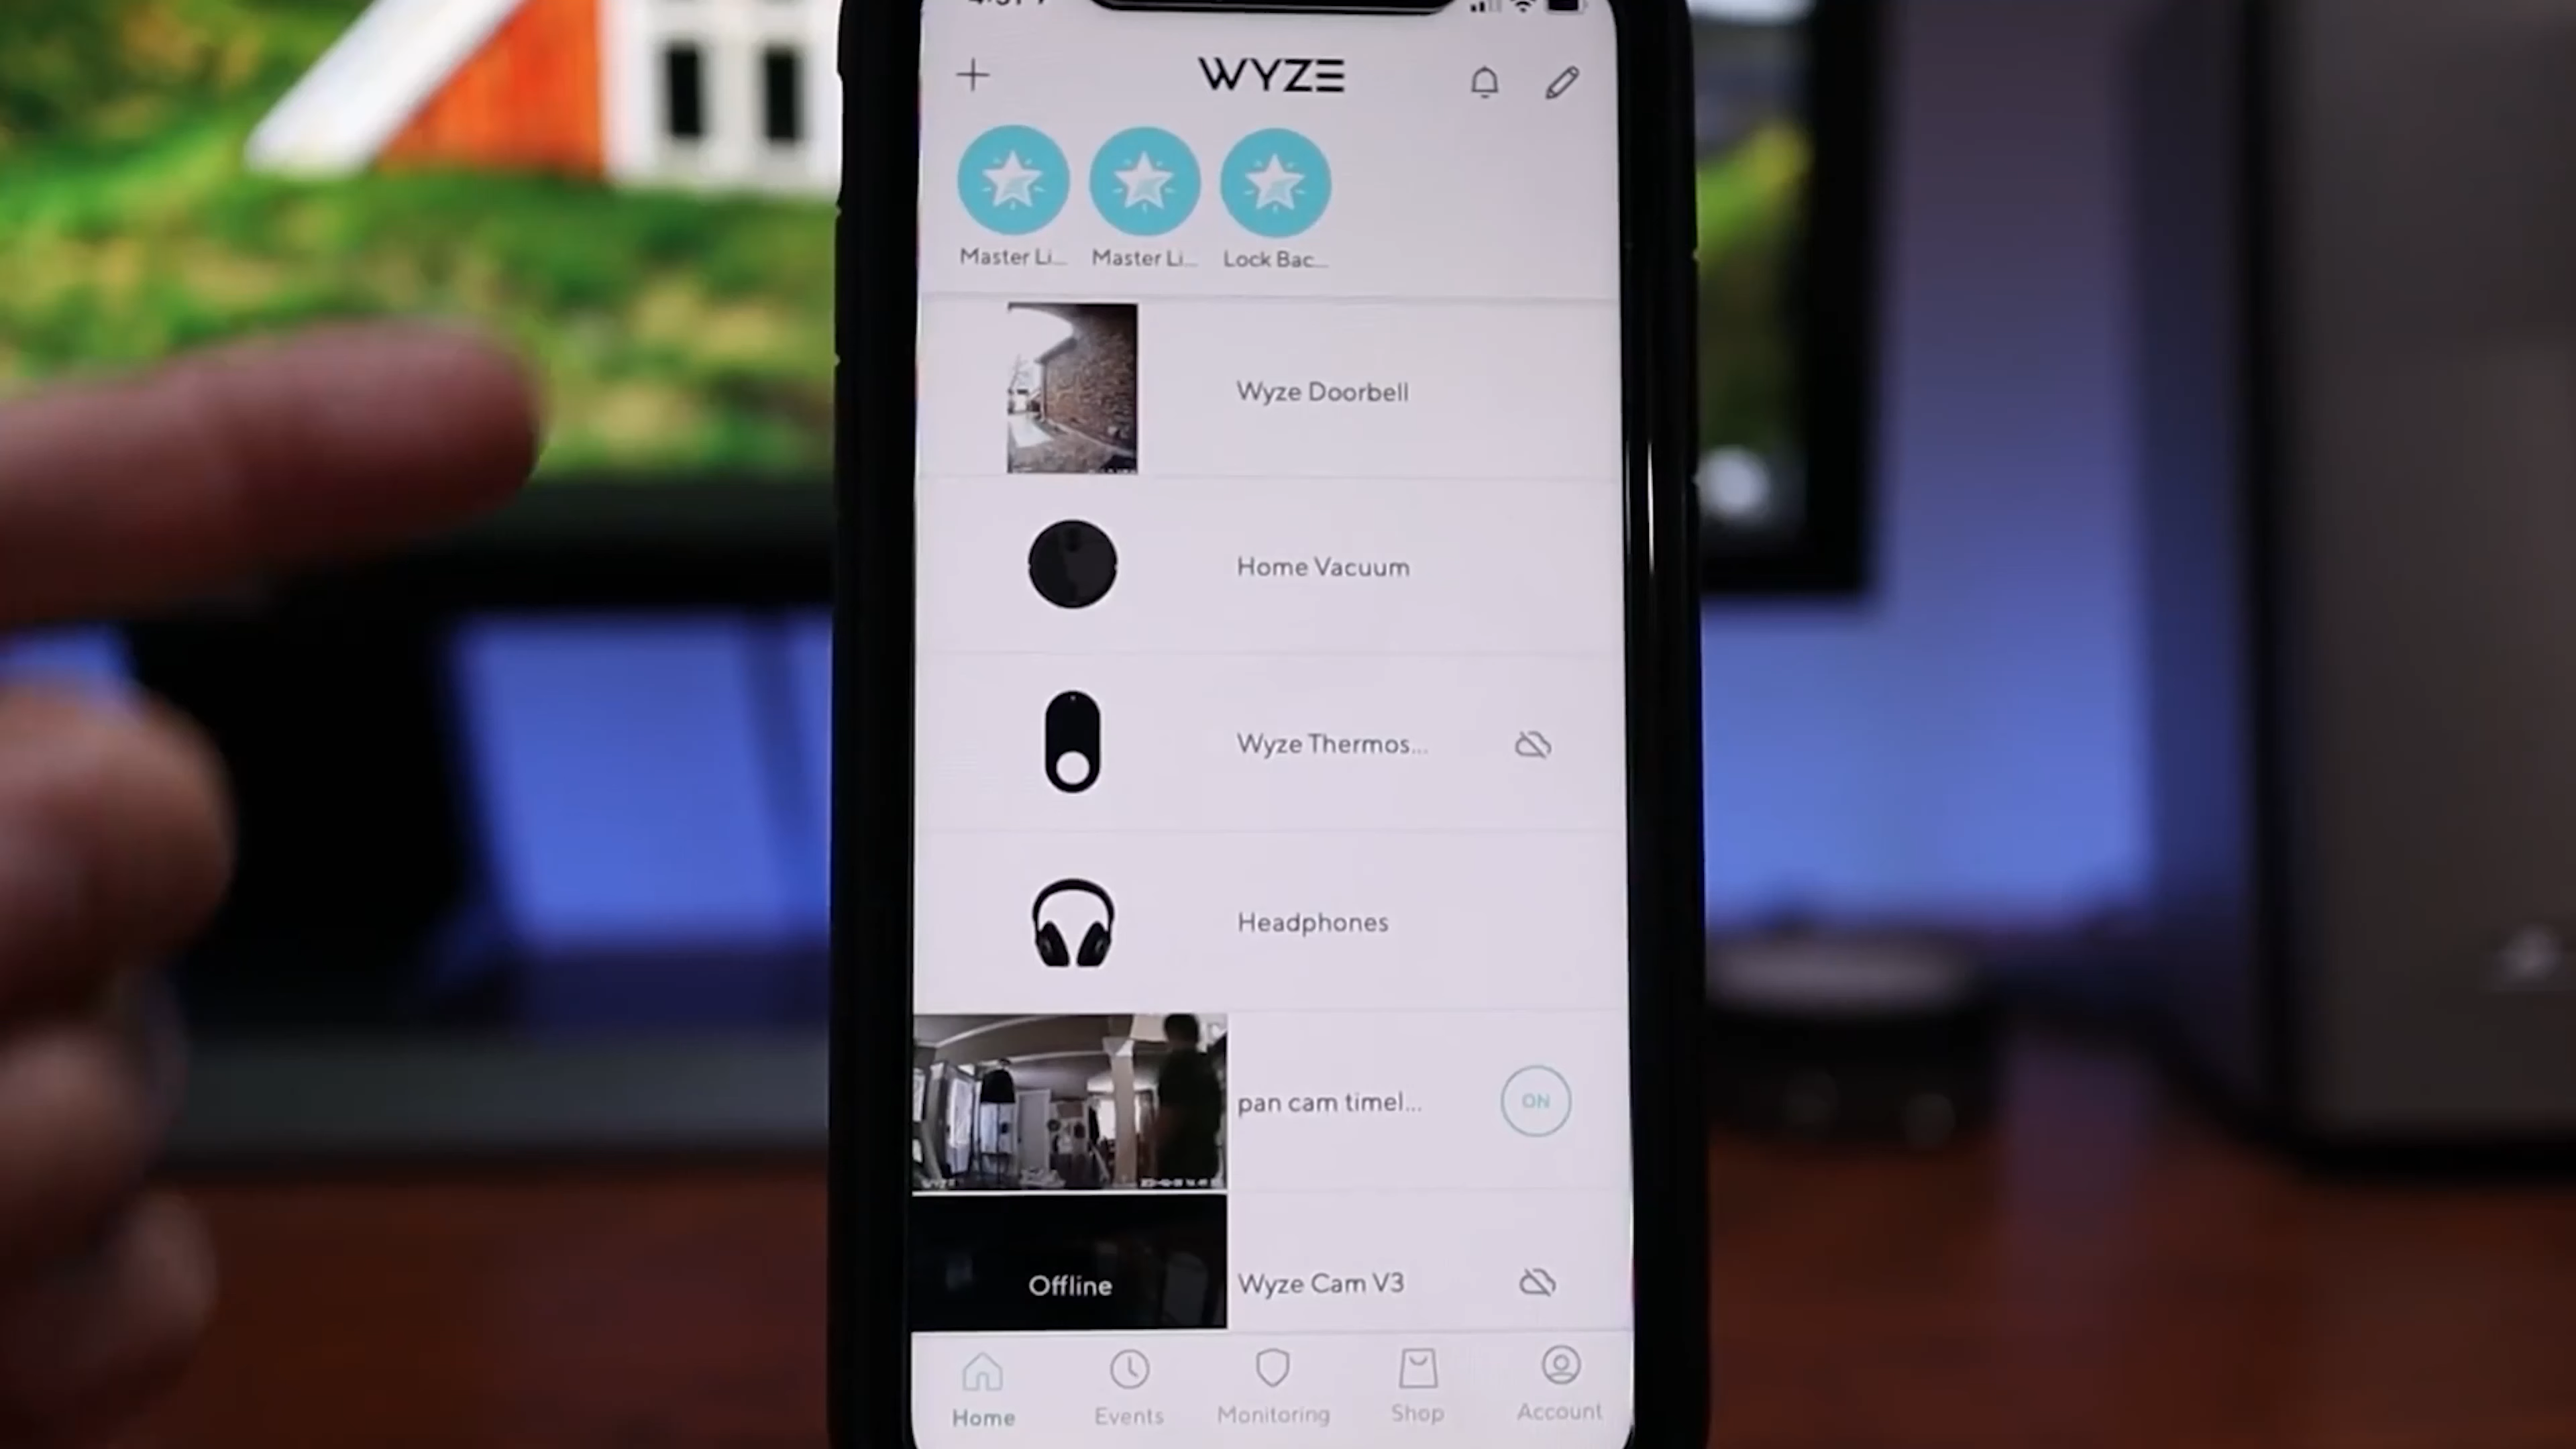 WYZE
Master Li...
Master Li...
Lock Bac...
Wyze Doorbell
Home Vacuum
Wyze Thermos...
Headphones
pan cam timel...
ON
Offline
Wyze Cam V3
Home
Events
Monitoring
Shop
Account